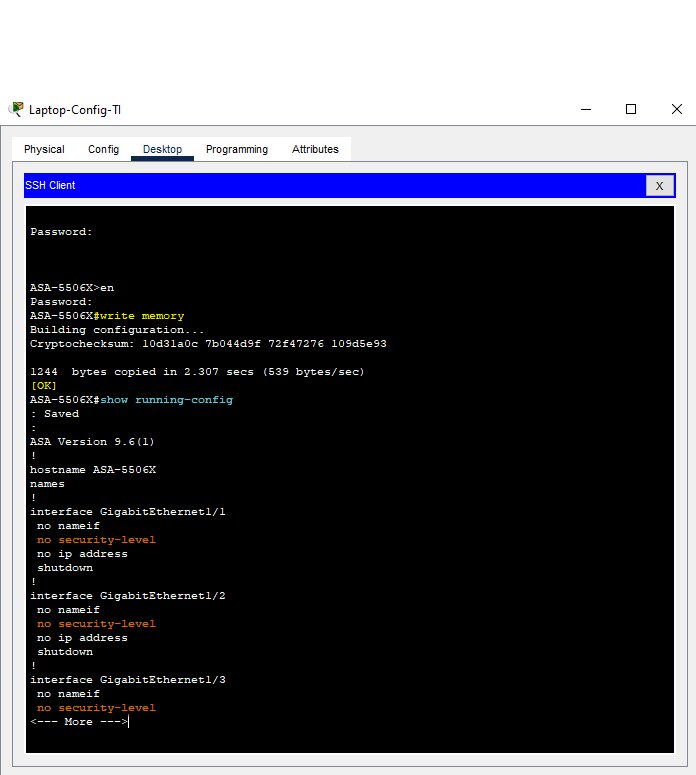 Laptop-Config-TI
Physical Config Desktop Programming Attributes
SSH Client X
Password:
ASA-5506X>en
Password:
ASA-5506X#write memory
Building configuration...
Cryptochecksum: 10d31a0c 7b044d9f 72f47276 109d5e93
1244 bytes copied in 2.307 secs (539 bytes/sec)
[OK]
ASA-5506X#show running-config
: Saved
:
ASA Version 9.6(1)
!
hostname ASA-5506X
names
!
interface GigabitEthernet1/1
no nameif
no security-level
no ip address
shutdown
!
interface GigabitEthernet1/2
no nameif
no security-level
no ip address
shutdown
!
interface GigabitEthernet1/3
no nameif
no security-level
<--- More --->